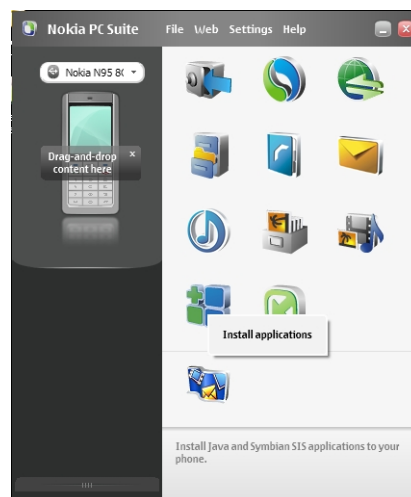 Nokia PC Suite
File Web Settings Help
Nokia N95 8(
Drag-and-drop
content here
x
Install applications
Install Java and Symbian SIS applications to your
phone.